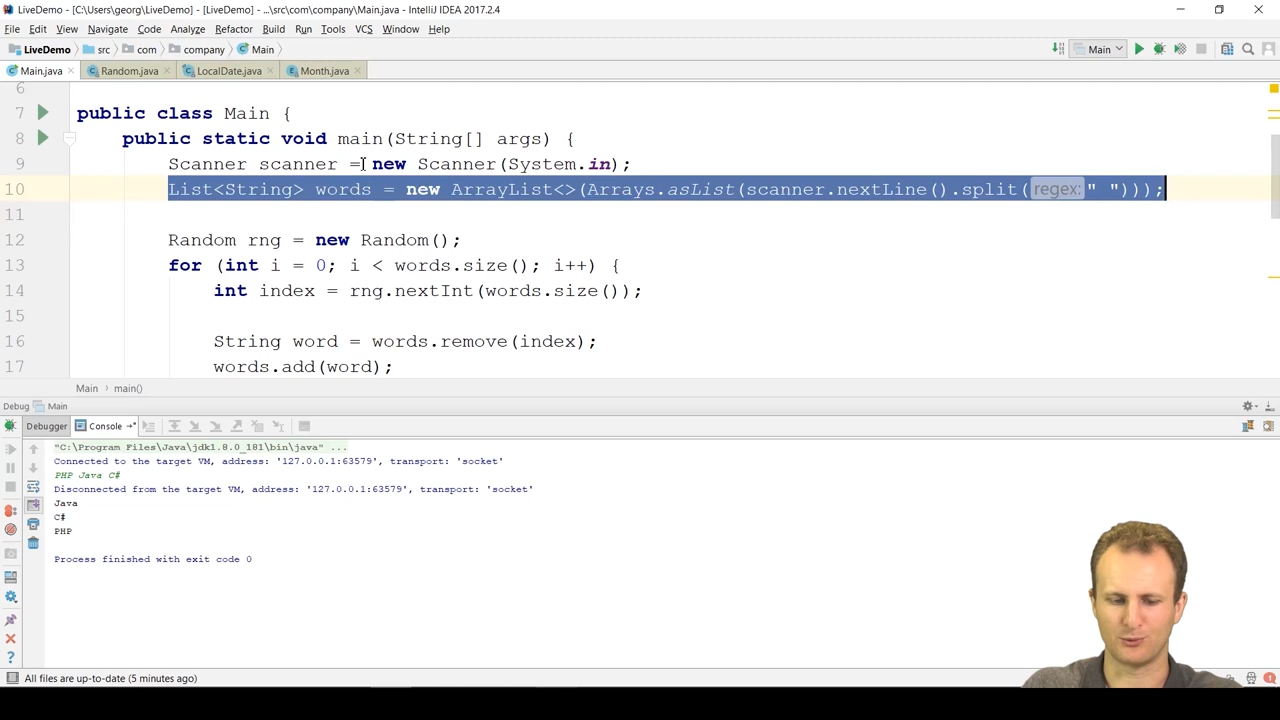 LiveDemo - [C:\Users\georg\LiveDemo] - [LiveDemo] - ...\src\com\company\Main.java - IntelliJ IDEA 2017.2.4
File Edit View Navigate Code Analyze Refactor Build Run Tools VCS Window Help
LiveDemo src com company Main Main
Main.java Random.java LocalDate.java Month.java
6
7 public class Main {
8 public static void main(String[] args) {
9 Scanner scanner = new Scanner(System.in);
10 List<String> words = new ArrayList<>(Arrays.asList(scanner.nextLine().split( regex: " ")));
11
12 Random rng = new Random();
13 for (int i = 0; i < words.size(); i++) {
14 int index = rng.nextInt(words.size());
15
16 String word = words.remove(index);
17 words.add(word);
Main main()
Debug Main
Debugger Console
"C:\Program Files\Java\jdk1.8.0_181\bin\java" ...
Connected to the target VM, address: '127.0.0.1:63579', transport: 'socket'
PHP Java C#
Disconnected from the target VM, address: '127.0.0.1:63579', transport: 'socket'
Java
C#
PHP
Process finished with exit code 0
All files are up-to-date (5 minutes ago)